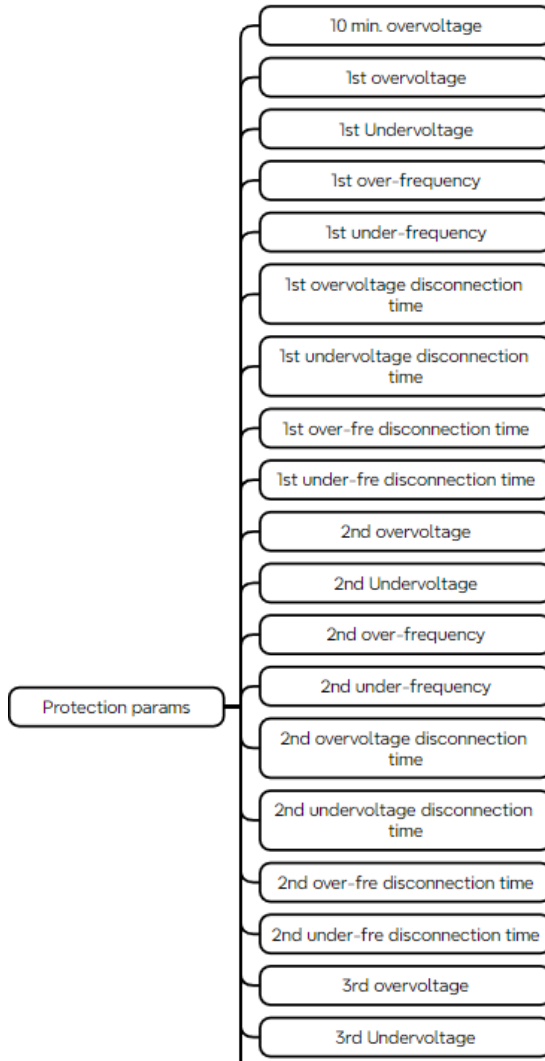 10 min. overvoltage
1st overvoltage
1st Undervoltage
1st over-frequency
1st under-frequency
1st overvoltage disconnection
time
1st undervoltage disconnection
time
1st over-fre disconnection time
1st under-fre disconnection time
2nd overvoltage
2nd Undervoltage
2nd over-frequency
2nd under-frequency
Protection params
2nd overvoltage disconnection
time
2nd undervoltage disconnection
time
2nd over-fre disconnection time
2nd under-fre disconnection time
3rd overvoltage
3rd Undervoltage